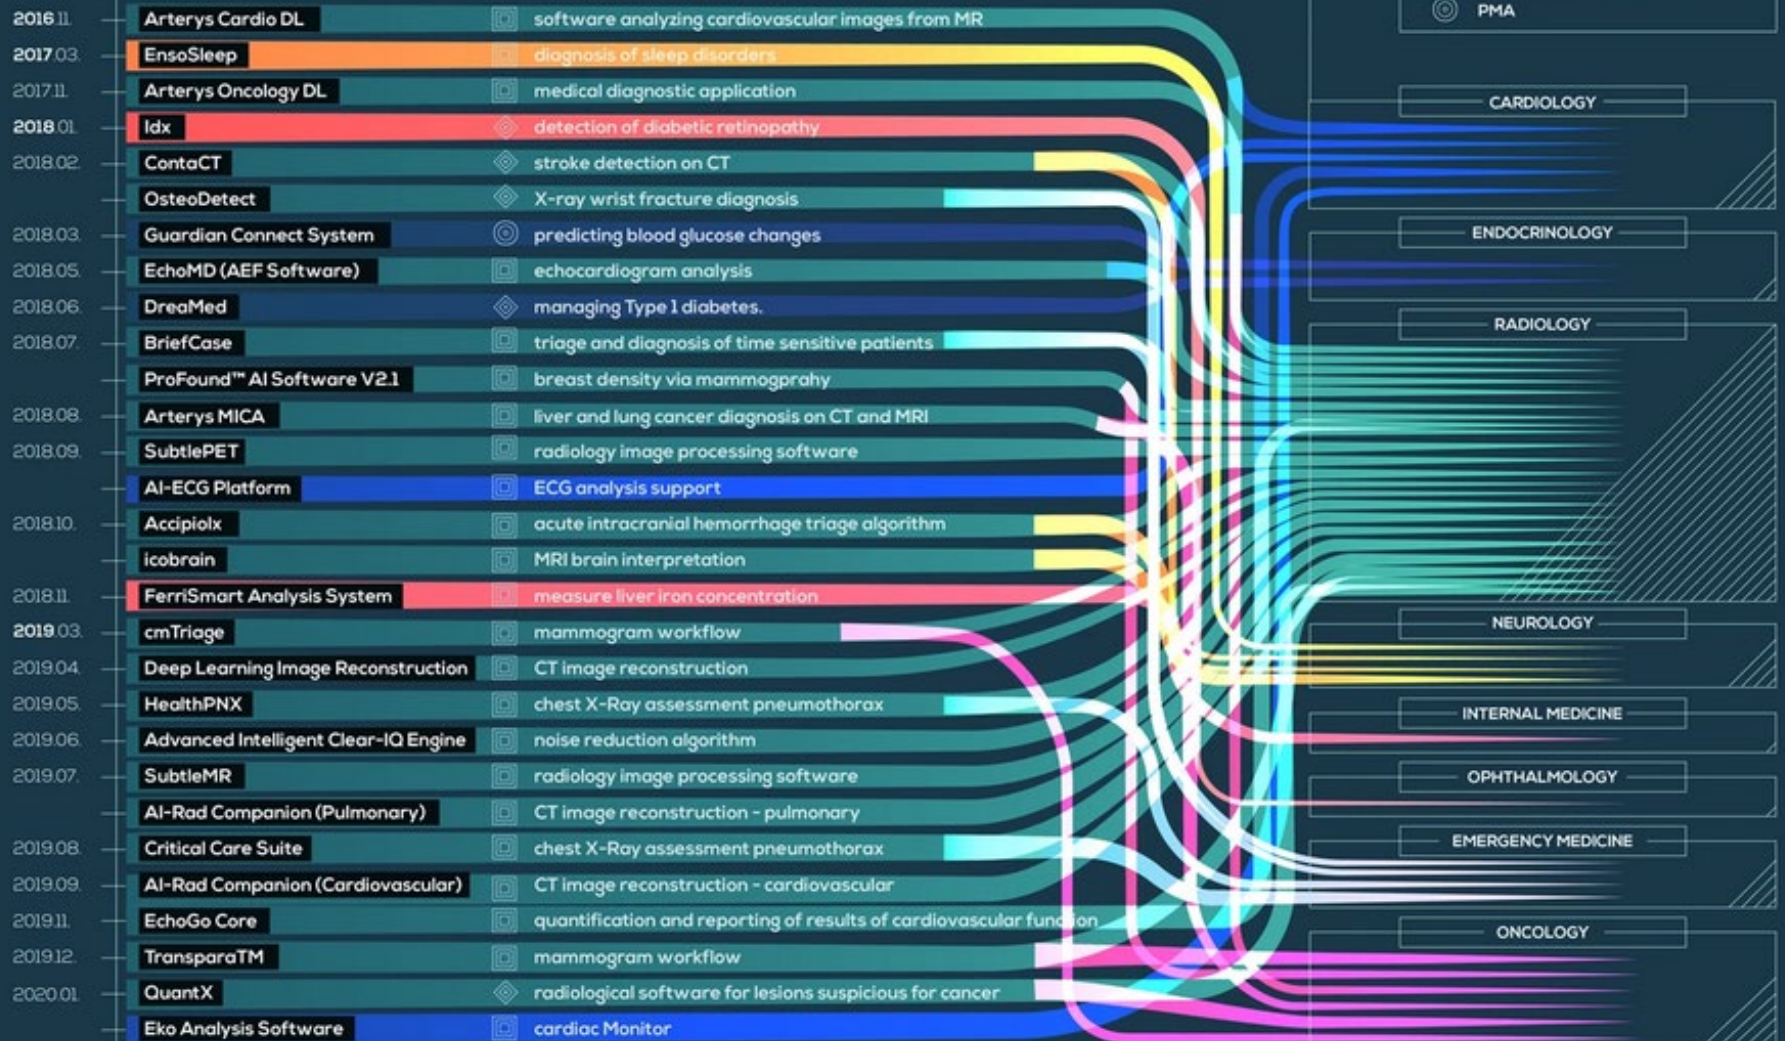 PMA
2016.11. Arterys Cardio DL software analyzing cardiovascular images from MR
2017.03. EnsoSleep diagnosis of sleep disorders
2017.11. Arterys Oncology DL medical diagnostic application
2018.01. Idx detection of diabetic retinopathy
2018.02. ContaCT stroke detection on CT
OsteoDetect X-ray wrist fracture diagnosis
2018.03. Guardian Connect System predicting blood glucose changes
2018.05. EchoMD (AEF Software) echocardiogram analysis
2018.06. DreaMed managing Type 1 diabetes.
2018.07. BriefCase triage and diagnosis of time sensitive patients
ProFound™ AI Software V2.1 breast density via mammogprahy
2018.08. Arterys MICA liver and lung cancer diagnosis on CT and MRI
2018.09. SubtlePET radiology image processing software
AI-ECG Platform ECG analysis support
2018.10. Accipiolx acute intracranial hemorrhage triage algorithm
icobrain MRI brain interpretation
2018.11. FerriSmart Analysis System measure liver iron concentration
2019.03. cmTriage mammogram workflow
2019.04. Deep Learning Image Reconstruction CT image reconstruction
2019.05. HealthPNX chest X-Ray assessment pneumothorax
2019.06. Advanced Intelligent Clear-IQ Engine noise reduction algorithm
2019.07. SubtleMR radiology image processing software
AI-Rad Companion (Pulmonary) CT image reconstruction - pulmonary
2019.08. Critical Care Suite chest X-Ray assessment pneumothorax
2019.09. AI-Rad Companion (Cardiovascular) CT image reconstruction - cardiovascular
2019.11. EchoGo Core quantification and reporting of results of cardiovascular function
2019.12. TransparaTM mammogram workflow
2020.01. QuantX radiological software for lesions suspicious for cancer
Eko Analysis Software cardiac Monitor
CARDIOLOGY
ENDOCRINOLOGY
RADIOLOGY
NEUROLOGY
INTERNAL MEDICINE
OPHTHALMOLOGY
EMERGENCY MEDICINE
ONCOLOGY